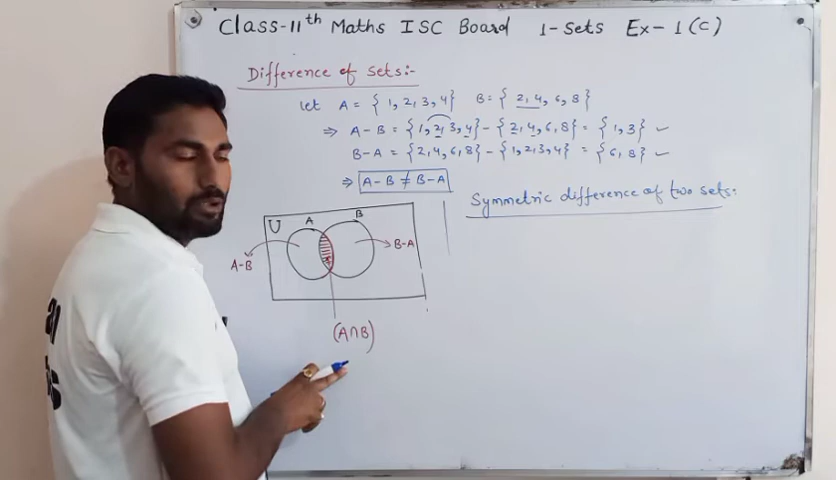 Class-11th Maths ISC Board 1-Sets Ex-1(C)
Difference of sets:-
let A = {1,2,3,4} B = {2,4,6,8}
⇒ A-B = {1,2,3,4} - {2,4,6,8} = {1,3} ✓
B-A = {2,4,6,8} - {1,2,3,4} = {6,8} ✓
⇒ A-B ≠ B-A
Symmetric difference of two sets:
U A B
A-B B-A
(A∩B)